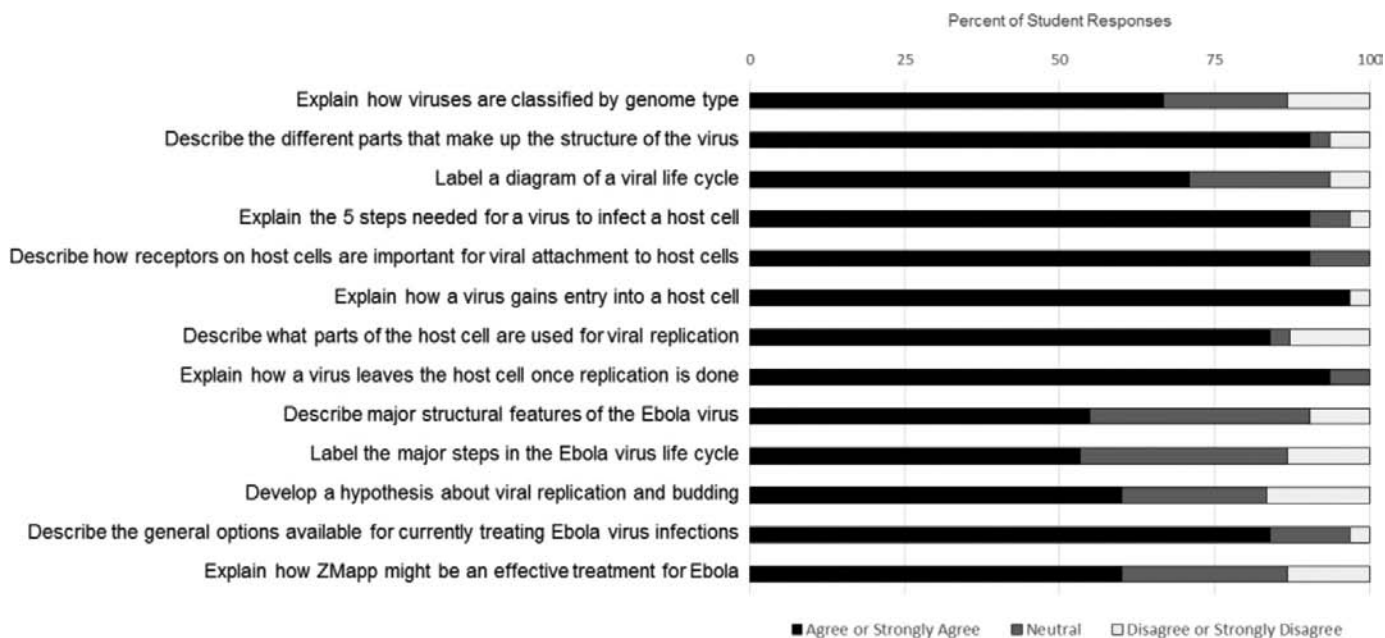 Percent of Student Responses
0 25 50 75 100
Explain how viruses are classified by genome type
Describe the different parts that make up the structure of the virus
Label a diagram of a viral life cycle
Explain the 5 steps needed for a virus to infect a host cell
Describe how receptors on host cells are important for viral attachment to host cells
Explain how a virus gains entry into a host cell
Describe what parts of the host cell are used for viral replication
Explain how a virus leaves the host cell once replication is done
Describe major structural features of the Ebola virus
Label the major steps in the Ebola virus life cycle
Develop a hypothesis about viral replication and budding
Describe the general options available for currently treating Ebola virus infections
Explain how ZMapp might be an effective treatment for Ebola
Agree or Strongly Agree Neutral Disagree or Strongly Disagree